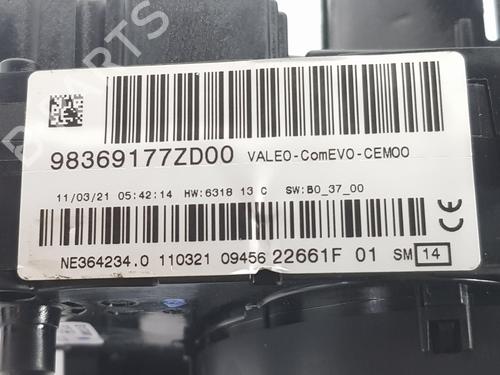 98369177ZD00 VALEO-ComEVO-CEM00
11/03/21 05:42:14 HW:6318 13 C SW:B0_37_00
CE
NE364234.0 110321 09456 22661F 01 SM 14